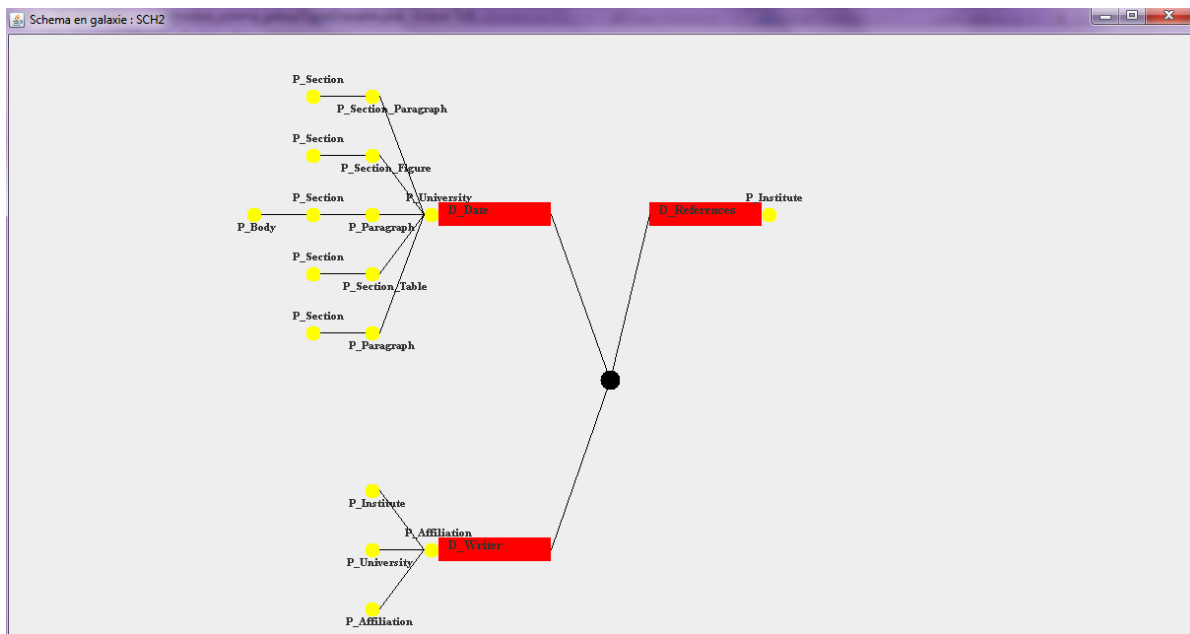 Schema en galaxie : SCH2
P_Section
P_Section_Paragraph
P_Section
P_Section_Figure
P_Section
P_University
P_Institute
D_Date
D_References
P_Body
P_Paragraph
P_Section
P_Section_Table
P_Section
P_Paragraph
P_Institute
P_Affiliation
D_Writer
P_University
P_Affiliation